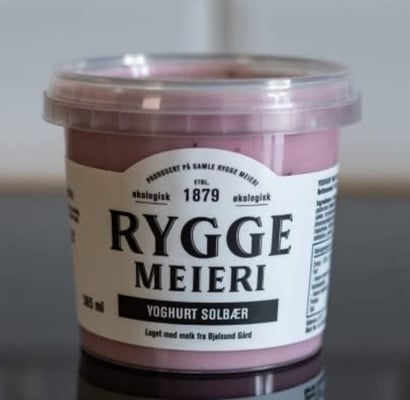 PRODUSERT PÅ GAMLE RYGGE MEIERI
ETBL.
økologisk 1879 økologisk
RYGGE
MEIERI
YOGHURT SOLBÆR
365 ml
Laget med melk fra Bjølsund Gård